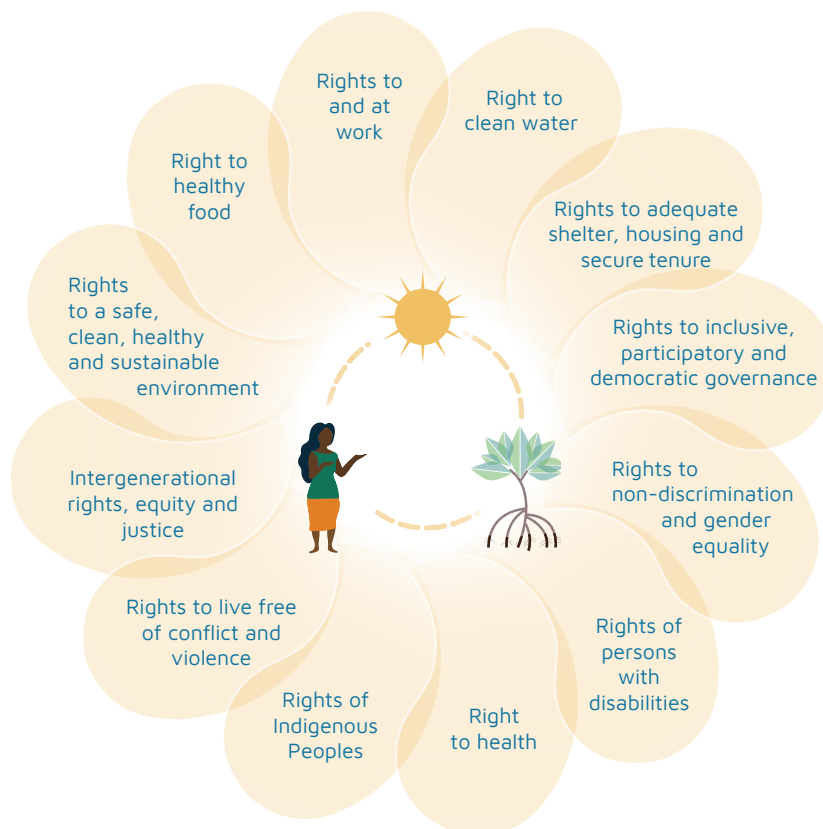 Rights to
and at
work
Right to
clean water
Rights to adequate
shelter, housing and
secure tenure
Rights to inclusive,
participatory and
democratic governance
Rights to
non-discrimination
and gender
equality
Rights of
persons
with
disabilities
Right
to health
Rights of
Indigenous
Peoples
Rights to live free
of conflict and
violence
Intergenerational
rights, equity and
justice
Rights
to a safe,
clean, healthy
and sustainable
environment
Right to
healthy
food